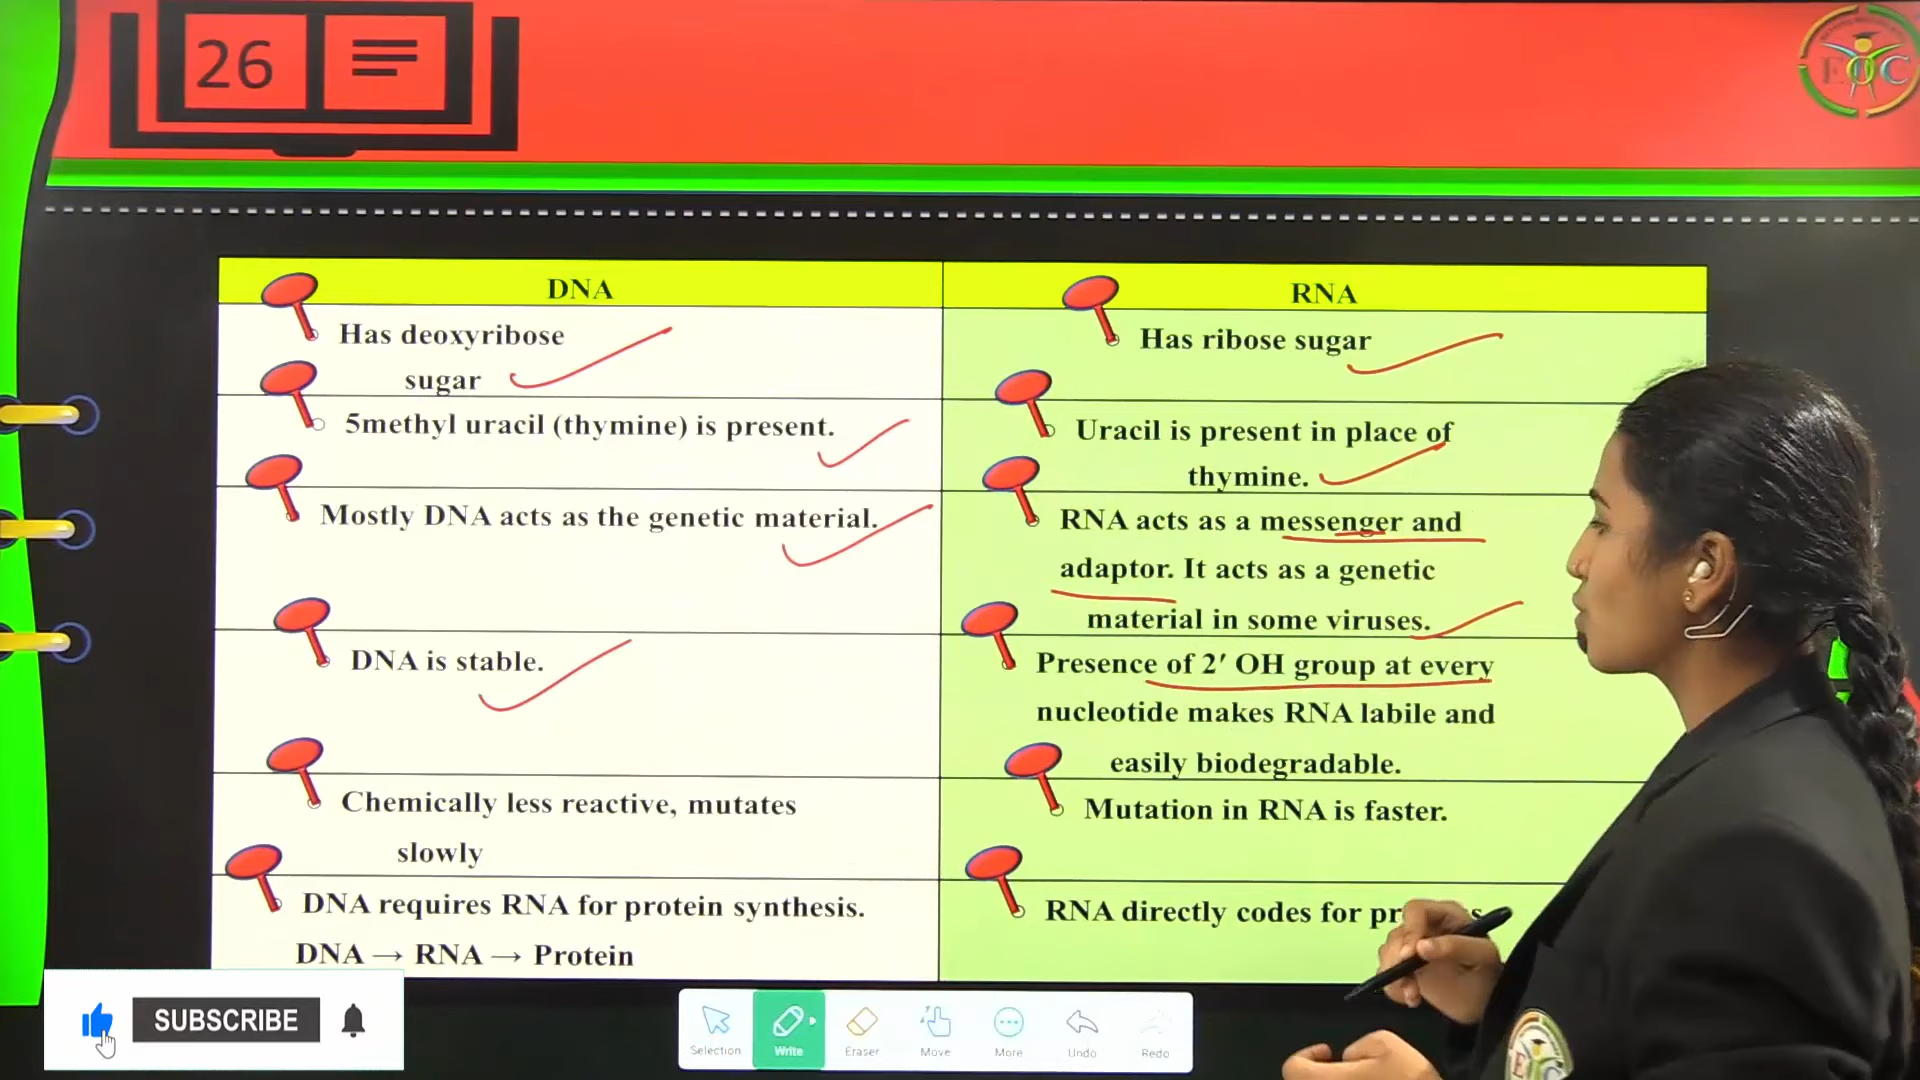 26
EOC
DNA
RNA
Has deoxyribose
sugar
Has ribose sugar
5methyl uracil (thymine) is present.
Uracil is present in place of
thymine.
Mostly DNA acts as the genetic material.
RNA acts as a messenger and
adaptor. It acts as a genetic
material in some viruses.
DNA is stable.
Presence of 2′ OH group at every
nucleotide makes RNA labile and
easily biodegradable.
Chemically less reactive, mutates
slowly
Mutation in RNA is faster.
DNA requires RNA for protein synthesis.
DNA → RNA → Protein
RNA directly codes for
SUBSCRIBE
Selection
Write
Eraser
Move
More
Undo
Redo